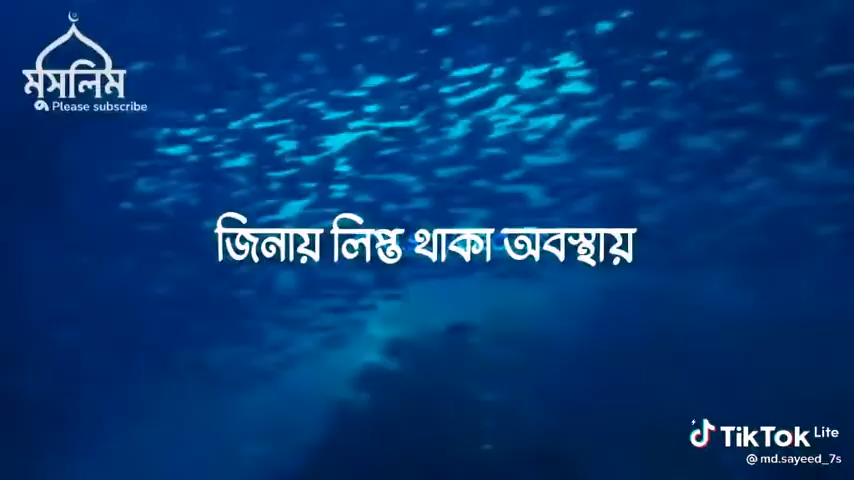 মুসলিম
Please subscribe
জিনায় লিপ্ত থাকা অবস্থায়
TikTok Lite
@md.sayeed_7s